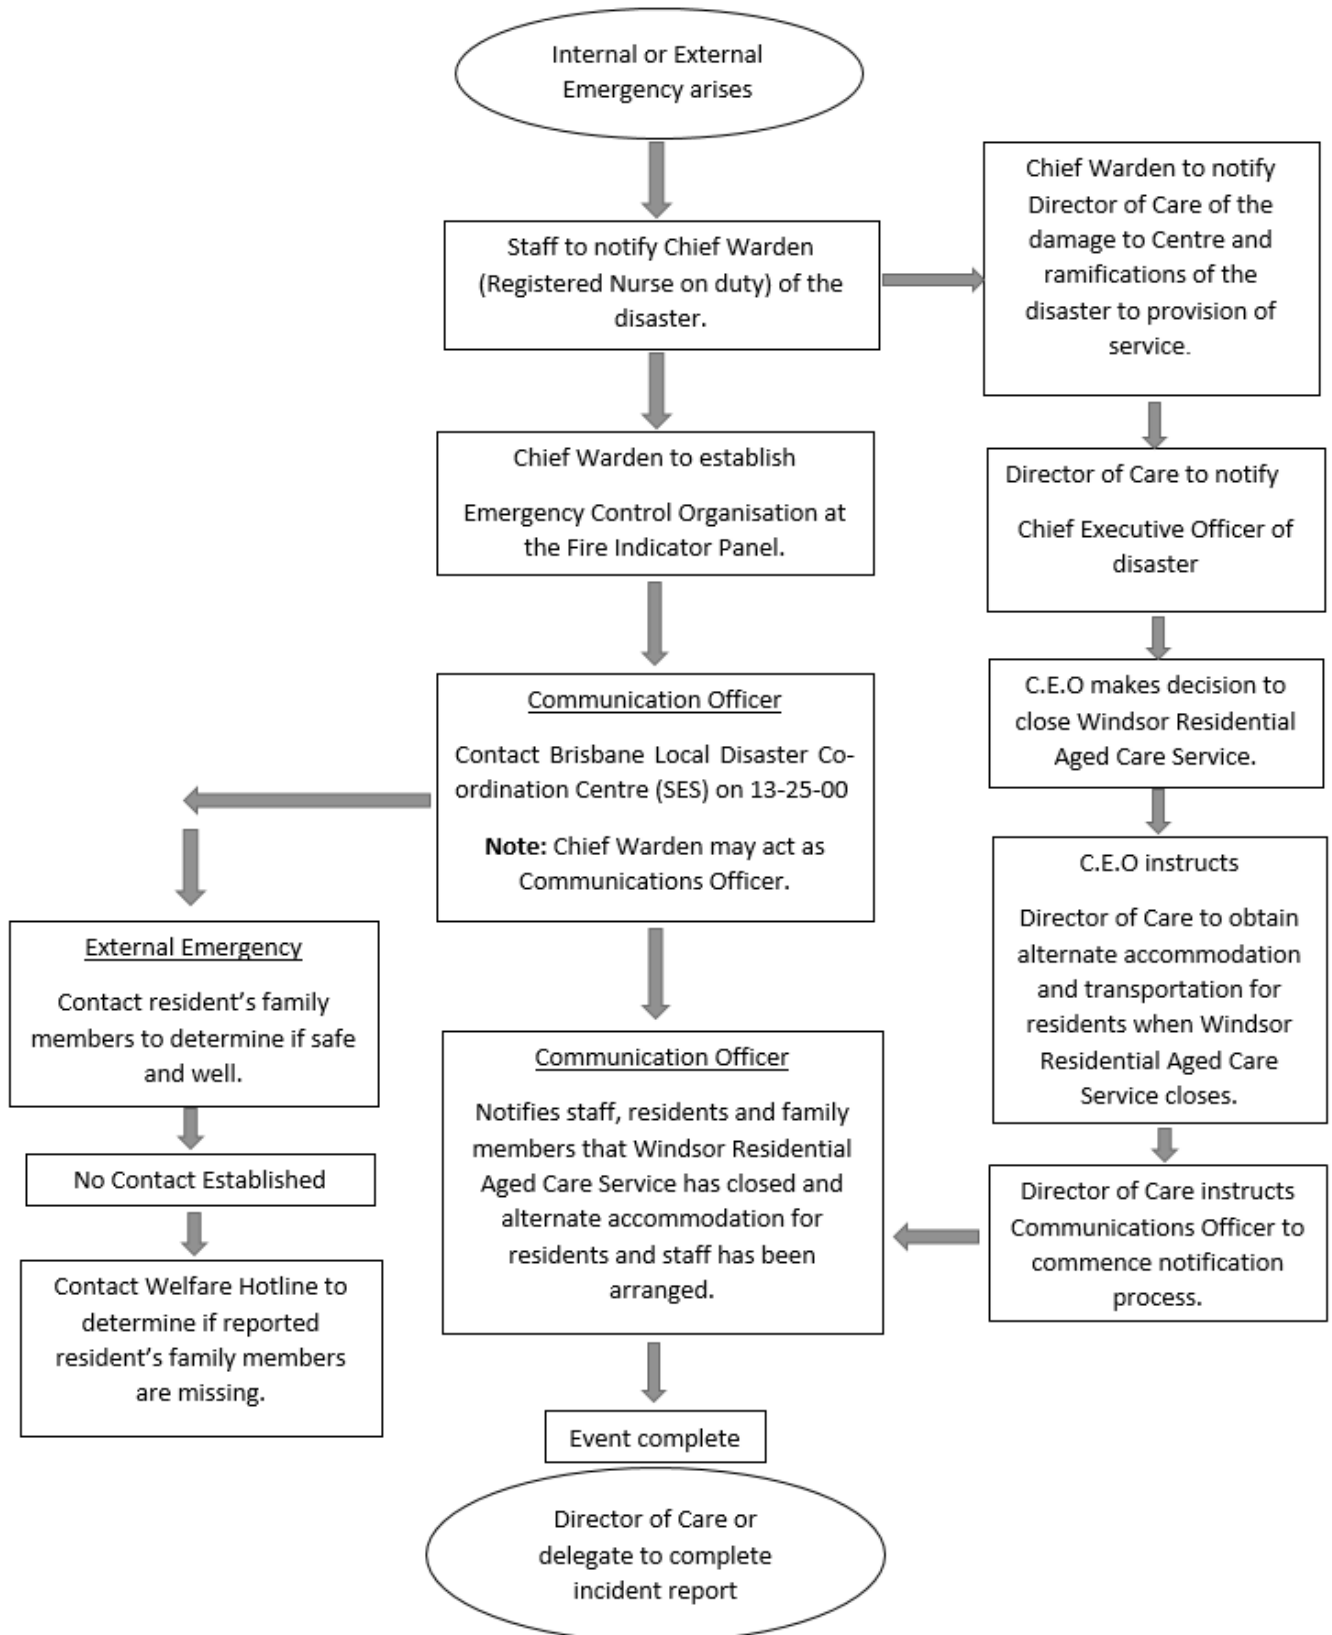 Internal or External
Emergency arises
Staff to notify Chief Warden
(Registered Nurse on duty) of the
disaster.
Chief Warden to notify
Director of Care of the
damage to Centre and
ramifications of the
disaster to provision of
service.
Chief Warden to establish
Emergency Control Organisation at
the Fire Indicator Panel.
Director of Care to notify
Chief Executive Officer of
disaster
C.E.O makes decision to
close Windsor Residential
Aged Care Service.
Communication Officer
Contact Brisbane Local Disaster Co-
ordination Centre (SES) on 13-25-00
Note: Chief Warden may act as
Communications Officer.
C.E.O instructs
Director of Care to obtain
alternate accommodation
and transportation for
residents when Windsor
Residential Aged Care
Service closes.
External Emergency
Contact resident’s family
members to determine if safe
and well.
No Contact Established
Contact Welfare Hotline to
determine if reported
resident’s family members
are missing.
Director of Care instructs
Communications Officer to
commence notification
process.
Communication Officer
Notifies staff, residents and family
members that Windsor Residential
Aged Care Service has closed and
alternate accommodation for
residents and staff has been
arranged.
Event complete
Director of Care or
delegate to complete
incident report